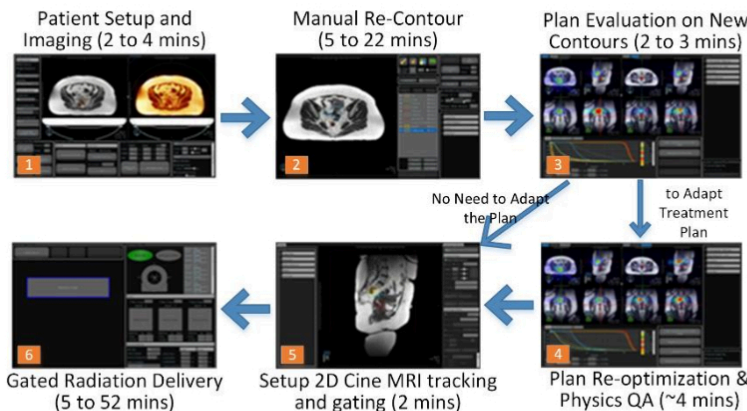 Patient Setup and
Imaging (2 to 4 mins)
Manual Re-Contour
(5 to 22 mins)
Plan Evaluation on New
Contours (2 to 3 mins)
1
2
3
No Need to Adapt
the Plan
to Adapt
Treatment
Plan
6
5
4
Gated Radiation Delivery
(5 to 52 mins)
Setup 2D Cine MRI tracking
and gating (2 mins)
Plan Re-optimization &
Physics QA (~4 mins)